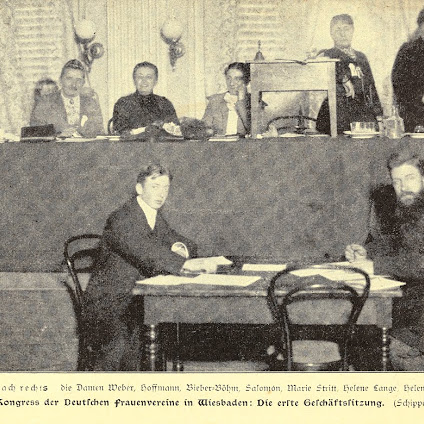 ach rechts die Damen Weber, Hoffmann, Bieber-Böhm, Salomon, Marie Stritt, Helene Lange, Helen
Kongress der Deutschen Frauenvereine in Wiesbaden: Die erste Geschäftssitzung. (Schippe